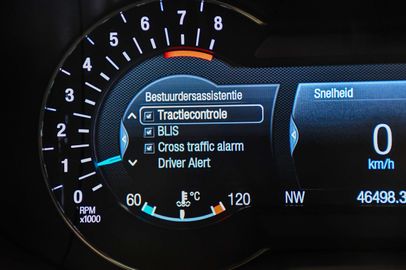 8
7
6
5
4
3
2
1
0
RPM
x1000
Bestuurdersassistentie
Tractiecontrole
BLIS
Cross traffic alarm
Driver Alert
60
°C
120
Snelheid
0
km/h
NW
46498.3